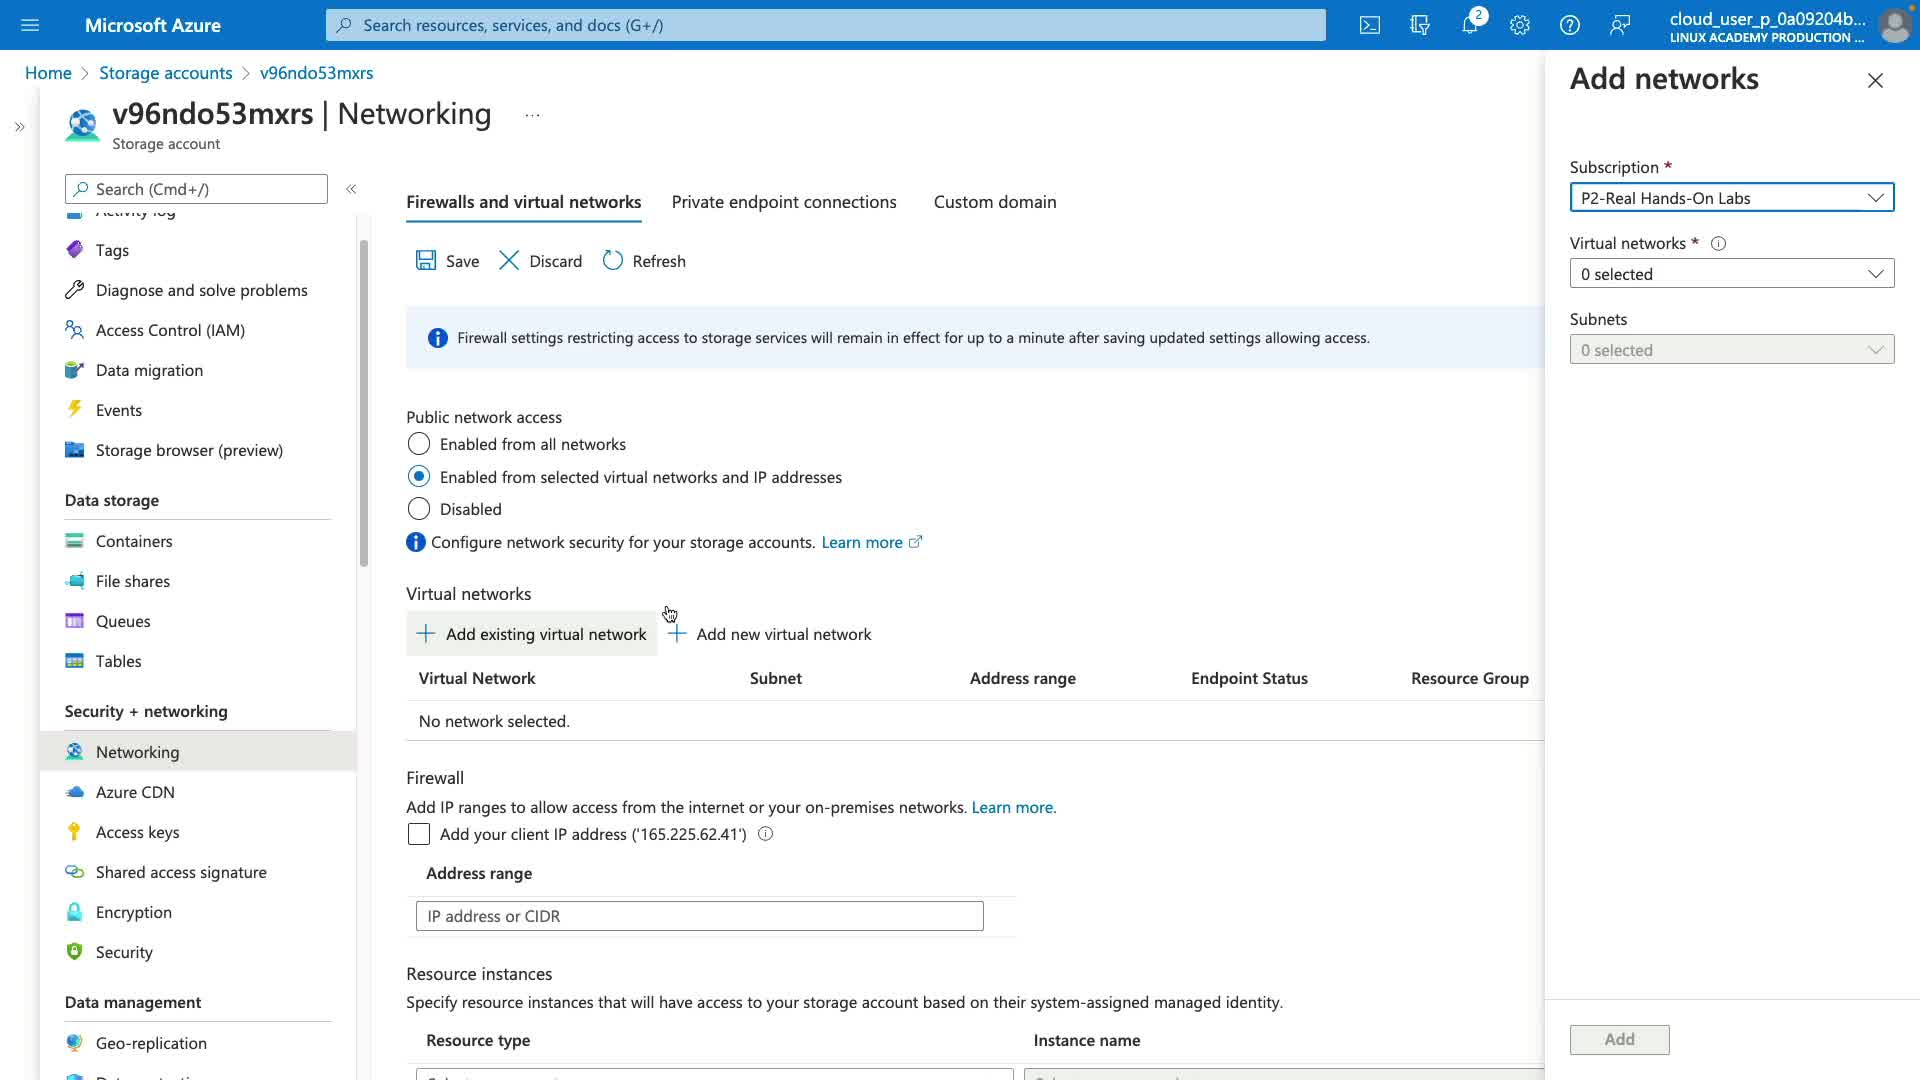 Microsoft Azure
Search resources, services, and docs (G+/)
2
cloud_user_p_0a09204b...
LINUX ACADEMY PRODUCTION ...
Home > Storage accounts > v96ndo53mxrs
v96ndo53mxrs | Networking ...
Storage account
Search (Cmd+/)
«
»
Activity log
Tags
Diagnose and solve problems
Access Control (IAM)
Data migration
Events
Storage browser (preview)
Data storage
Containers
File shares
Queues
Tables
Security + networking
Networking
Azure CDN
Access keys
Shared access signature
Encryption
Security
Data management
Geo-replication
Firewalls and virtual networks
Private endpoint connections
Custom domain
Save
Discard
Refresh
Firewall settings restricting access to storage services will remain in effect for up to a minute after saving updated settings allowing access.
Public network access
Enabled from all networks
Enabled from selected virtual networks and IP addresses
Disabled
Configure network security for your storage accounts. Learn more
Virtual networks
+ Add existing virtual network + Add new virtual network
Virtual Network Subnet Address range Endpoint Status Resource Group
No network selected.
Firewall
Add IP ranges to allow access from the internet or your on-premises networks. Learn more.
Add your client IP address ('165.225.62.41')
Address range
IP address or CIDR
Resource instances
Specify resource instances that will have access to your storage account based on their system-assigned managed identity.
Resource type Instance name
Add networks
Subscription *
P2-Real Hands-On Labs
Virtual networks *
0 selected
Subnets
0 selected
Add